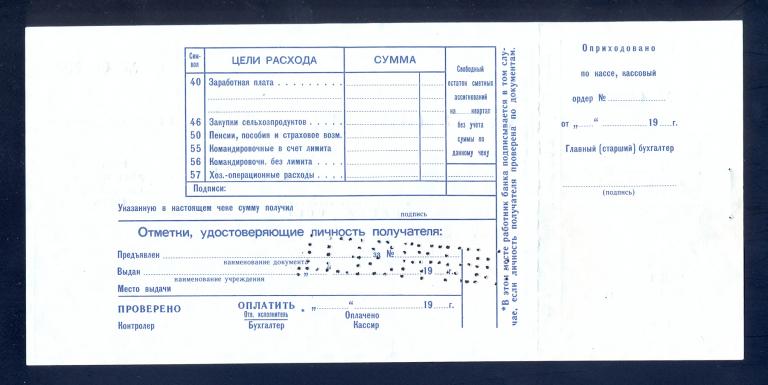 Сим-
вол
ЦЕЛИ РАСХОДА
СУММА
Свободный
остаток сметных
ассигнований
на квартал
без учета
суммы по
данному чеку
40 Заработная плата . . . . . . . . .
46 Закупки сельхозпродуктов . . . . .
50 Пенсии, пособия и страховое возм.
55 Командировочные в счет лимита
56 Командировочн. без лимита . . . .
57 Хоз.-операционные расходы . . . .
Подписи:
Указанную в настоящем чеке сумму получил
подпись
Отметки, удостоверяющие личность получателя:
Предъявлен за №
наименование документа
Выдан „ “ 19 г.
наименование учреждения
Место выдачи
ПРОВЕРЕНО ОПЛАТИТЬ „ “ 19 г.
Отв. исполнитель Оплачено
Контролер Бухгалтер Кассир
*В этом месте работник банка подписывается в том слу-
чае, если личность получателя проверена по документам.
Оприходовано
по кассе, кассовый
ордер №
от „ “ 19 г.
Главный (старший) бухгалтер
(подпись)